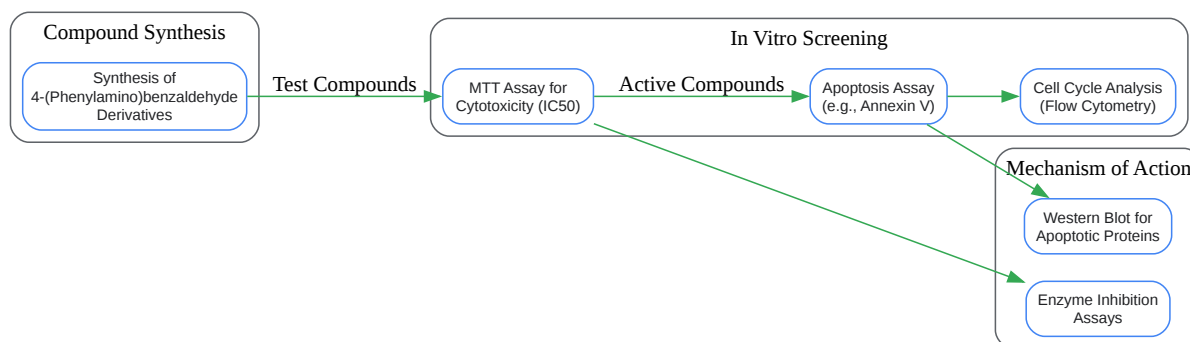 Compound Synthesis
Synthesis of
4-(Phenylamino)benzaldehyde
Derivatives
Test Compounds
In Vitro Screening
MTT Assay for
Cytotoxicity (IC50)
Active Compounds
Apoptosis Assay
(e.g., Annexin V)
Cell Cycle Analysis
(Flow Cytometry)
Mechanism of Action
Western Blot for
Apoptotic Proteins
Enzyme Inhibition
Assays